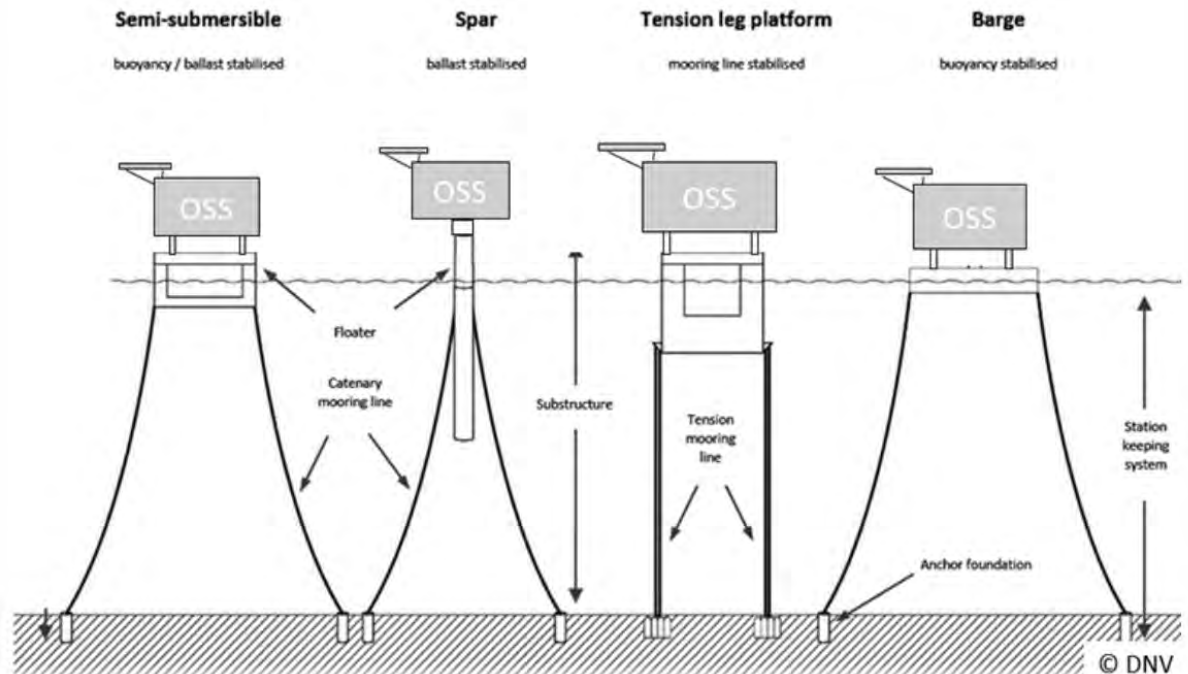 Semi-submersible
buoyancy / ballast stabilised
Spar
ballast stabilised
Tension leg platform
mooring line stabilised
Barge
buoyancy stabilised
OSS
OSS
OSS
OSS
Floater
Catenary
mooring line
Substructure
Tension
mooring
line
Station
keeping
system
Anchor foundation
© DNV